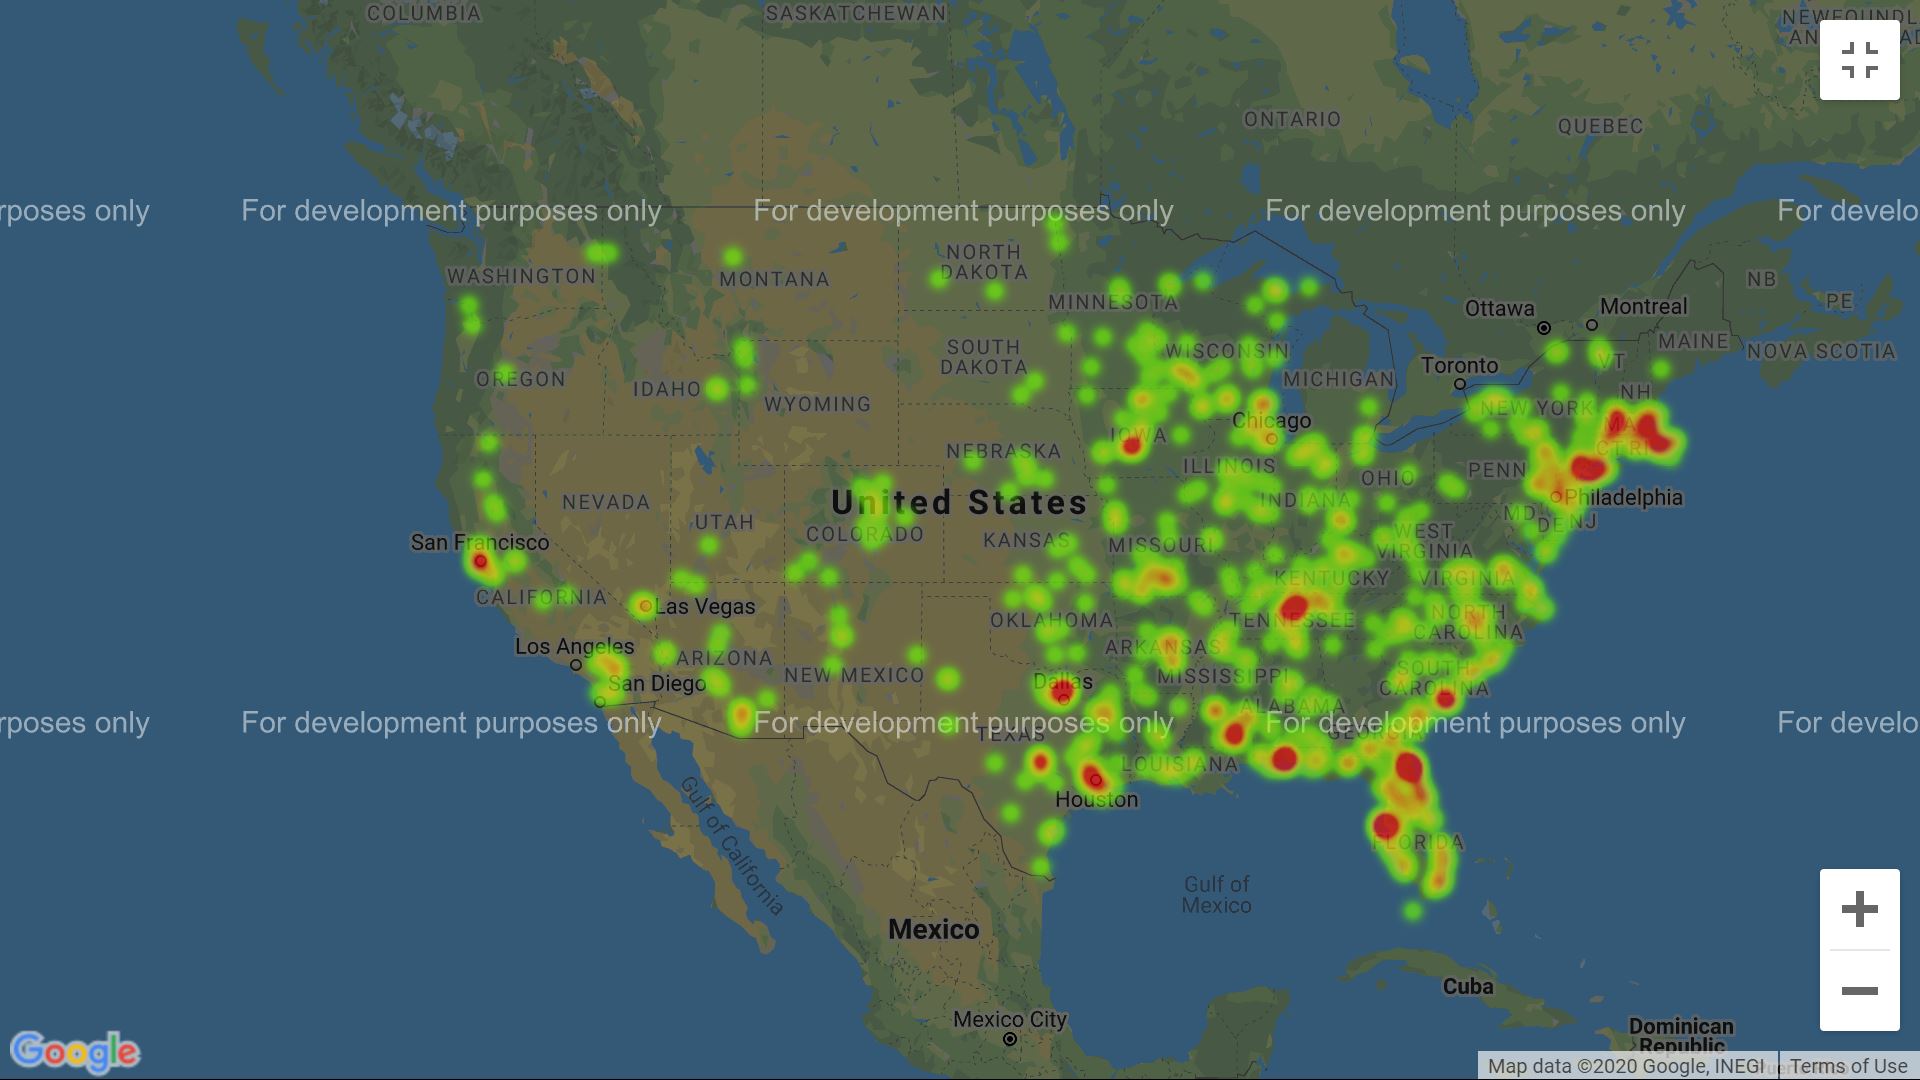 COLUMBIA
SASKATCHEWAN
NEWFOUNDL
AN
AD
ONTARIO
QUEBEC
rposes only
For development purposes only
For development purposes only
For development purposes only
For develo
WASHINGTON
MONTANA
NORTH
DAKOTA
MINNESOTA
NB
PE
Ottawa
Montreal
MAINE
NOVA SCOTIA
VT
OREGON
IDAHO
WYOMING
SOUTH
DAKOTA
WISCONSIN
MICHIGAN
Toronto
NH
NEW YORK
MA
CT RI
Chicago
IOWA
NEBRASKA
ILLINOIS
INDIANA
OHIO
PENN
Philadelphia
MD
DE
NJ
NEVADA
UTAH
United States
COLORADO
KANSAS
MISSOURI
WEST
VIRGINIA
San Francisco
CALIFORNIA
Las Vegas
KENTUCKY
VIRGINIA
OKLAHOMA
TENNESSEE
NORTH
CAROLINA
Los Angeles
San Diego
ARIZONA
NEW MEXICO
ARKANSAS
Dallas
MISSISSIPPI
SOUTH
CAROLINA
ALABAMA
rposes only
For development purposes only
For development purposes only
For development purposes only
For develo
TEXAS
GEORGIA
LOUISIANA
Houston
FLORIDA
Gulf of California
Gulf of
Mexico
Mexico
Cuba
Mexico City
Dominican
Republic
Puerto Rico
Google
Map data ©2020 Google, INEGI
Terms of Use